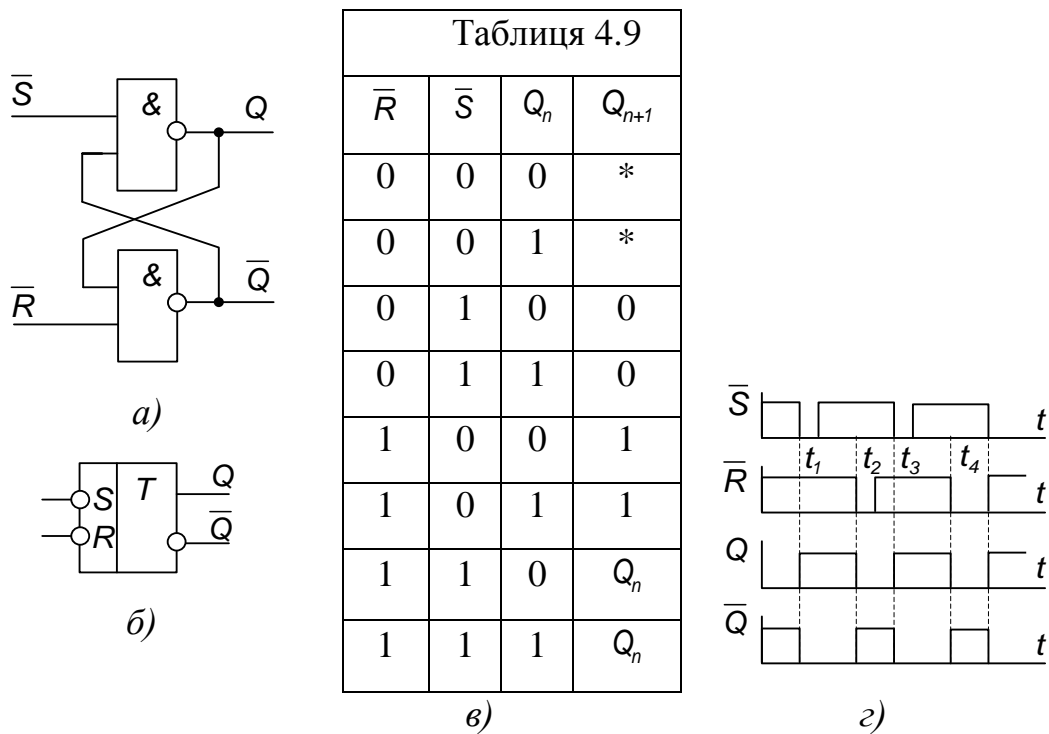 S̅
&
Q
R̅
&
Q̅
а)
S
R
T
Q
Q̅
б)
Таблиця 4.9
R̅ S̅ Qₙ Qₙ₊₁
0 0 0 *
0 0 1 *
0 1 0 0
0 1 1 0
1 0 0 1
1 0 1 1
1 1 0 Qₙ
1 1 1 Qₙ
в)
S̅ t
t₁ t₂ t₃ t₄
R̅ t
Q t
Q̅ t
г)